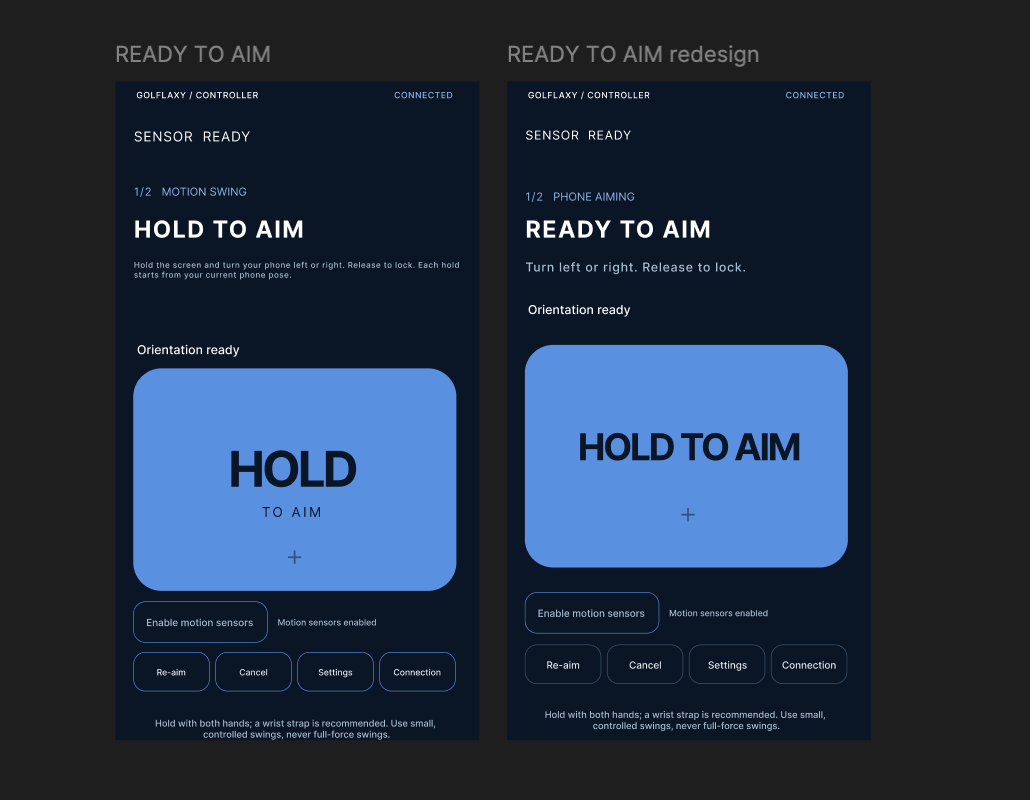 READY TO AIM
GOLFLAXY / CONTROLLER
CONNECTED
SENSOR READY
1/2 MOTION SWING
HOLD TO AIM
Hold the screen and turn your phone left or right. Release to lock. Each hold
starts from your current phone pose.
Orientation ready
HOLD
TO AIM
+
Enable motion sensors
Motion sensors enabled
Re-aim
Cancel
Settings
Connection
Hold with both hands; a wrist strap is recommended. Use small,
controlled swings, never full-force swings.
READY TO AIM redesign
GOLFLAXY / CONTROLLER
CONNECTED
SENSOR READY
1/2 PHONE AIMING
READY TO AIM
Turn left or right. Release to lock.
Orientation ready
HOLD TO AIM
+
Enable motion sensors
Motion sensors enabled
Re-aim
Cancel
Settings
Connection
Hold with both hands; a wrist strap is recommended. Use small,
controlled swings, never full-force swings.